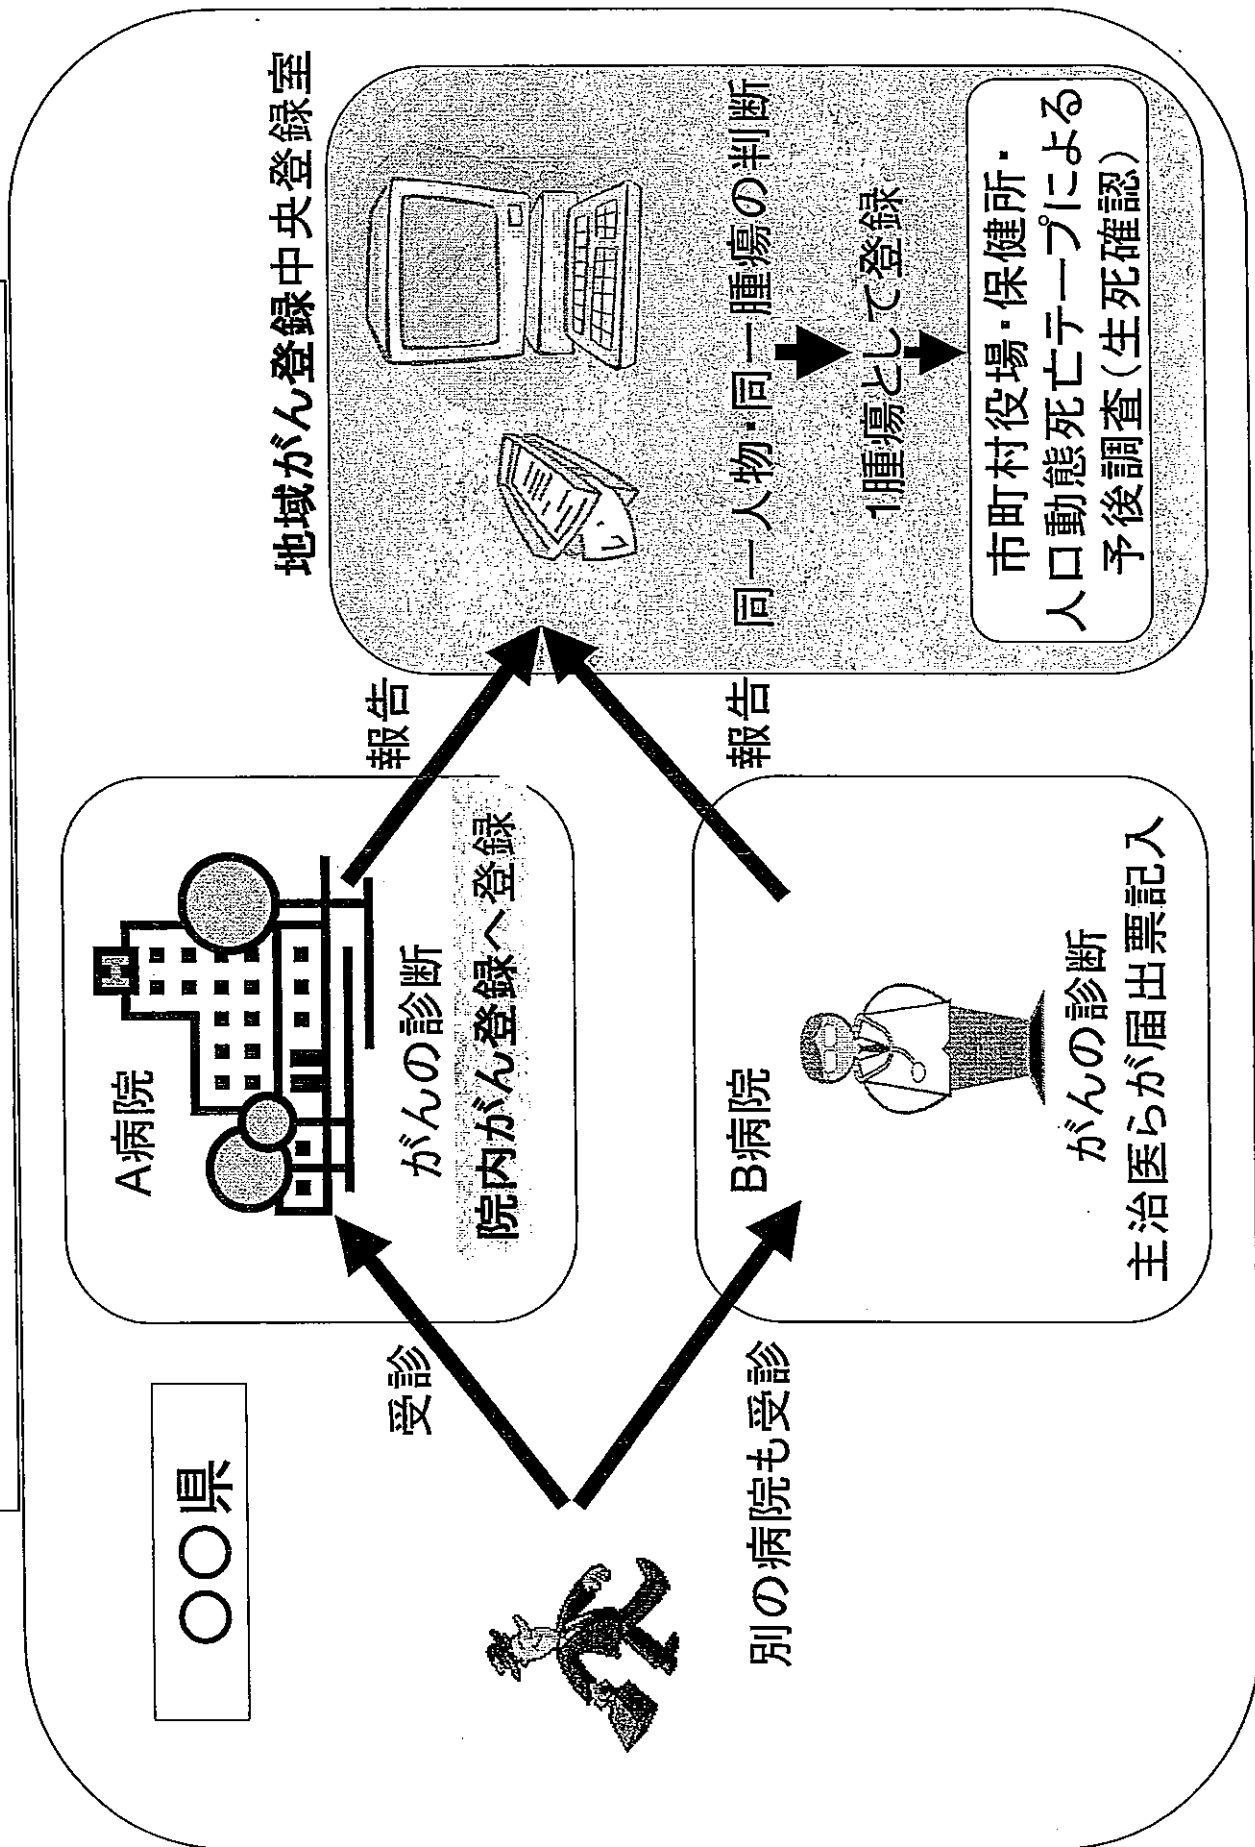 〇〇県
受診
別の病院も受診
A病院
がんの診断
院内がん登録へ登録
B病院
がんの診断
主治医らが届出票記入
報告
報告
地域がん登録中央登録室
同一人物・同一腫瘍の判断
1腫瘍として登録
市町村役場・保健所・
人口動態死亡テープによる
予後調査(生死確認)